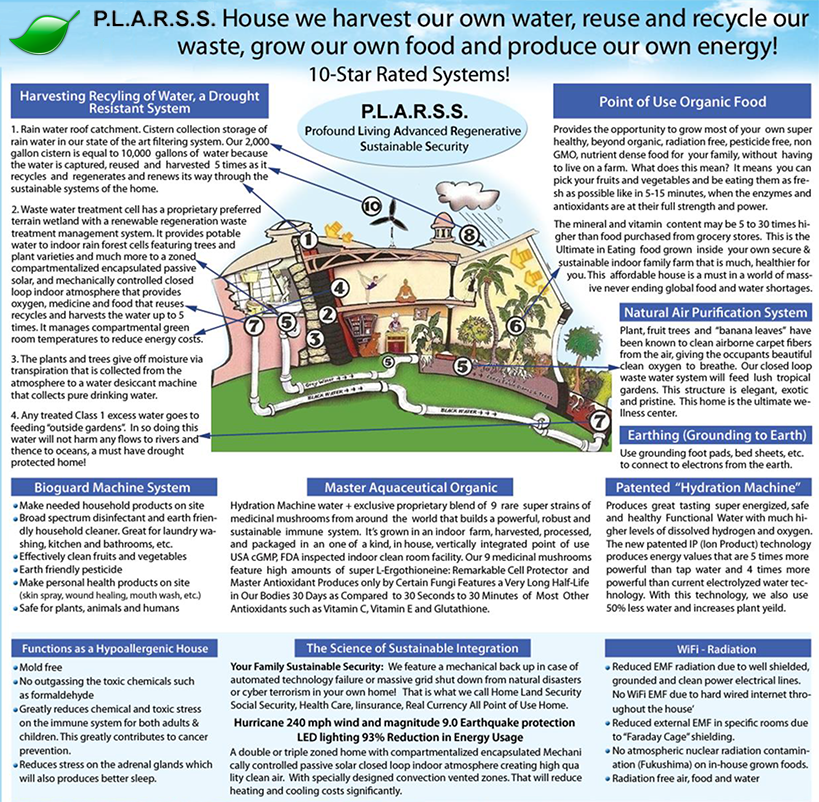 P.L.A.R.S.S. House we harvest our own water, reuse and recycle our
waste, grow our own food and produce our own energy!
10-Star Rated Systems!
Harvesting Recyling of Water, a Drought
Resistant System
1. Rain water roof catchment. Cistern collection storage of
rain water in our state of the art filtering system. Our 2,000
gallon cistern is equal to 10,000 gallons of water because
the water is captured, reused and harvested 5 times as it
recycles and regenerates and renews its way through the
sustainable systems of the home.
2. Waste water treatment cell has a proprietary preferred
terrain wetland with a renewable regeneration waste
treatment management system. It provides potable
water to indoor rain forest cells featuring trees and
plant varieties and much more to a zoned
compartmentalized encapsulated passive
solar, and mechanically controlled closed
loop indoor atmosphere that provides
oxygen, medicine and food that reuses
recycles and harvests the water up to 5
times. It manages compartmental green
room temperatures to reduce energy costs.
3. The plants and trees give off moisture via
transpiration that is collected from the
atmosphere to a water desiccant machine
that collects pure drinking water.
4. Any treated Class 1 excess water goes to
feeding "outside gardens". In so doing this
water will not harm any flows to rivers and
thence to oceans, a must have drought
protected home!
P.L.A.R.S.S.
Profound Living Advanced Regenerative
Sustainable Security
10
8
1
4
2
3
7
5
6
5
5
7
Gray Water
BLACK WATER
BLACK WATER
Point of Use Organic Food
Provides the opportunity to grow most of your own super
healthy, beyond organic, radiation free, pesticide free, non
GMO, nutrient dense food for your family, without having
to live on a farm. What does this mean? It means you can
pick your fruits and vegetables and be eating them as fre-
sh as possible like in 5-15 minutes, when the enzymes and
antioxidants are at their full strength and power.
The mineral and vitamin content may be 5 to 30 times hi-
gher than food purchased from grocery stores. This is the
Ultimate in Eating food grown inside your own secure &
sustainable indoor family farm that is much, healthier for
you. This affordable house is a must in a world of mass-
ive never ending global food and water shortages.
Natural Air Purification System
Plant, fruit trees and "banana leaves" have
been known to clean airborne carpet fibers
from the air, giving the occupants beautiful
clean oxygen to breathe. Our closed loop
waste water system will feed lush tropical
gardens. This structure is elegant, exotic
and pristine. This home is the ultimate we-
llness center.
Earthing (Grounding to Earth)
Use grounding foot pads, bed sheets, etc.
to connect to electrons from the earth.
Bioguard Machine System
Make needed household products on site
Broad spectrum disinfectant and earth frien-
dly household cleaner. Great for laundry wa-
shing, kitchen and bathrooms, etc.
Effectively clean fruits and vegetables
Earth friendly pesticide
Make personal health products on site
(skin spray, wound healing, mouth wash, etc.)
Safe for plants, animals and humans
Master Aquaceutical Organic
Hydration Machine water + exclusive proprietary blend of 9 rare super strains of
medicinal mushrooms from around the world that builds a powerful, robust and
sustainable immune system. It's grown in an indoor farm, harvested, processed,
and packaged in an one of a kind, in house, vertically integrated point of use
USA cGMP, FDA inspected indoor clean room facility. Our 9 medicinal mushrooms
feature high amounts of super L-Ergothioneine: Remarkable Cell Protector and
Master Antioxidant Produces only by Certain Fungi Features a Very Long Half-Life
in Our Bodies 30 Days as Compared to 30 Seconds to 30 Minutes of Most Other
Antioxidants such as Vitamin C, Vitamin E and Glutathione.
Patented "Hydration Machine"
Produces great tasting super energized, safe
and healthy Functional Water with much hi-
gher levels of dissolved hydrogen and oxygen.
The new patented IP (Ion Product) technology
produces energy values that are 5 times more
powerful than tap water and 4 times more
powerful than current electrolyzed water tec-
hnology. With this technology, we also use
50% less water and increases plant yeild.
Functions as a Hypoallergenic House
Mold free
No outgassing the toxic chemicals such
as formaldehyde
Greatly reduces chemical and toxic stress
on the immune system for both adults &
children. This greatly contributes to cancer
prevention.
Reduces stress on the adrenal glands which
will also produces better sleep.
The Science of Sustainable Integration
Your Family Sustainable Security: We feature a mechanical back up in case of
automated technology failure or massive grid shut down from natural disasters
or cyber terrorism in your own home! That is what we call Home Land Security
Social Security, Health Care, Iinsurance, Real Currency All Point of Use Home.
Hurricane 240 mph wind and magnitude 9.0 Earthquake protection
LED lighting 93% Reduction in Energy Usage
A double or triple zoned home with compartmentalized encapsulated Mechani
cally controlled passive solar closed loop indoor atmosphere creating high qua
lity clean air. With specially designed convection vented zones. That will reduce
heating and cooling costs significantly.
WiFi - Radiation
Reduced EMF radiation due to well shielded,
grounded and clean power electrical lines.
No WiFi EMF due to hard wired internet thro-
ughout the house'
Reduced external EMF in specific rooms due
to "Faraday Cage" shielding.
No atmospheric nuclear radiation contamin-
ation (Fukushima) on in-house grown foods.
Radiation free air, food and water